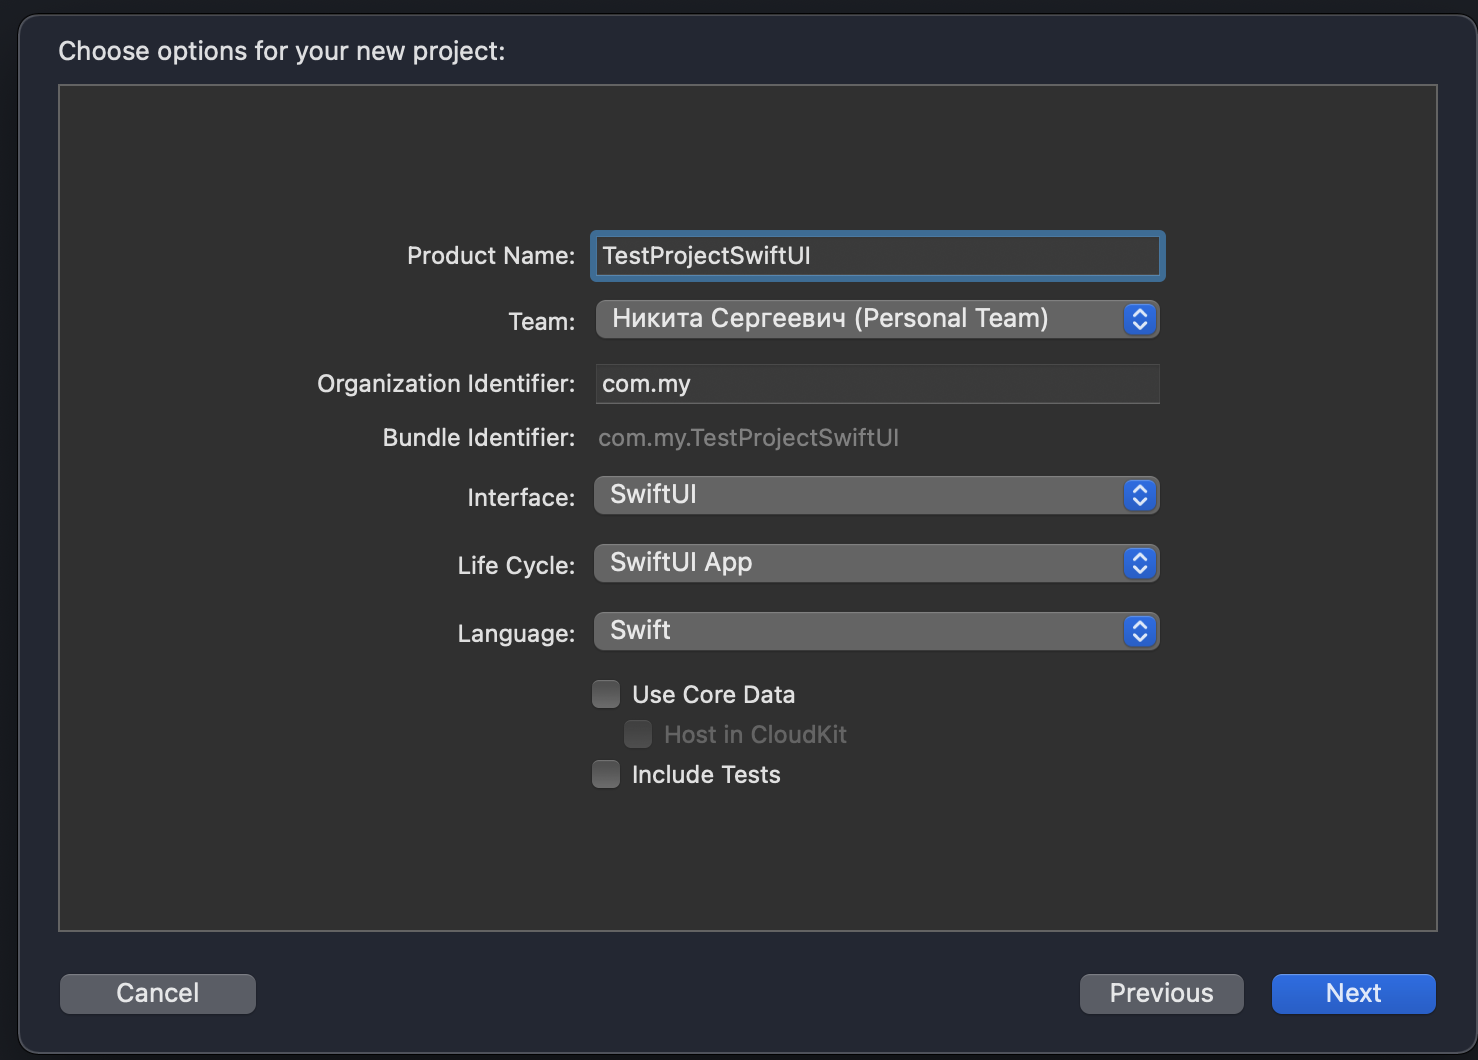 Choose options for your new project:
Product Name: TestProjectSwiftUI
Team: Никита Сергеевич (Personal Team)
Organization Identifier: com.my
Bundle Identifier: com.my.TestProjectSwiftUI
Interface: SwiftUI
Life Cycle: SwiftUI App
Language: Swift
Use Core Data
Host in CloudKit
Include Tests
Cancel Previous Next